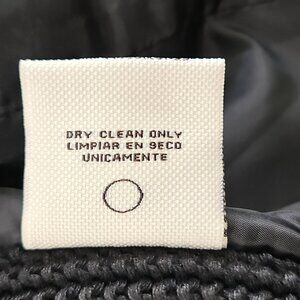 DRY CLEAN ONLY
LIMPIAR EN SECO
UNICAMENTE